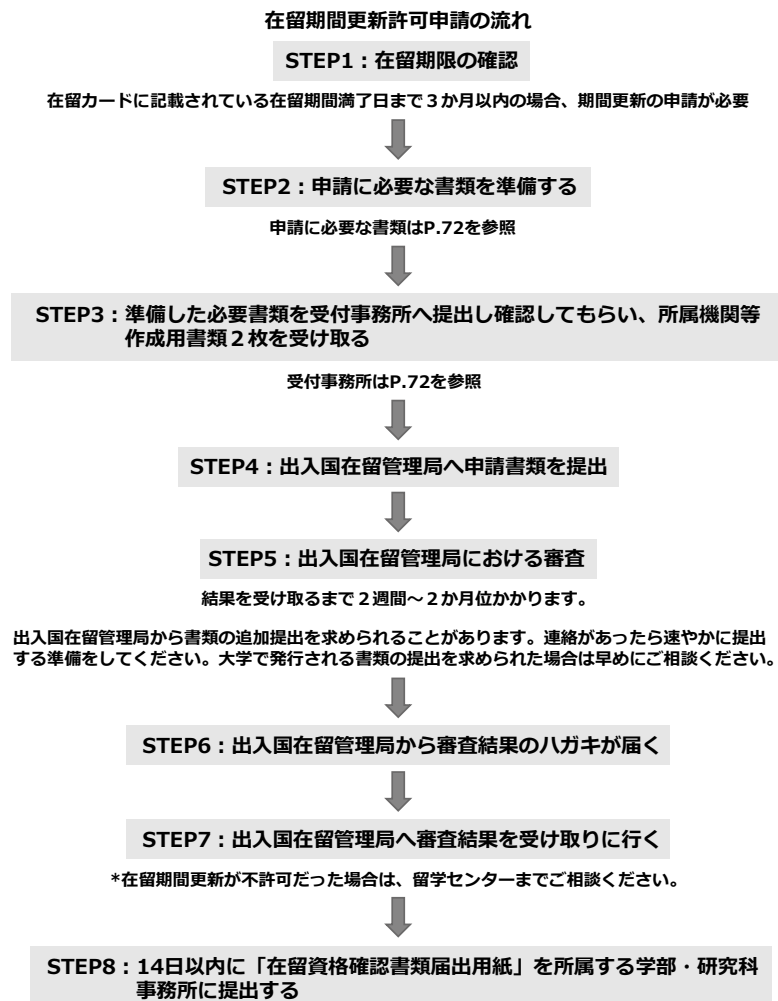 在留期間更新許可申請の流れ
STEP1：在留期限の確認
在留カードに記載されている在留期間満了日まで３か月以内の場合、期間更新の申請が必要
STEP2：申請に必要な書類を準備する
申請に必要な書類はP.72を参照
STEP3：準備した必要書類を受付事務所へ提出し確認してもらい、所属機関等
作成用書類２枚を受け取る
受付事務所はP.72を参照
STEP4：出入国在留管理局へ申請書類を提出
STEP5：出入国在留管理局における審査
結果を受け取るまで２週間～２か月位かかります。
出入国在留管理局から書類の追加提出を求められることがあります。連絡があったら速やかに提出
する準備をしてください。大学で発行される書類の提出を求められた場合は早めにご相談ください。
STEP6：出入国在留管理局から審査結果のハガキが届く
STEP7：出入国在留管理局へ審査結果を受け取りに行く
*在留期間更新が不許可だった場合は、留学センターまでご相談ください。
STEP8：14日以内に「在留資格確認書類届出用紙」を所属する学部・研究科
事務所に提出する